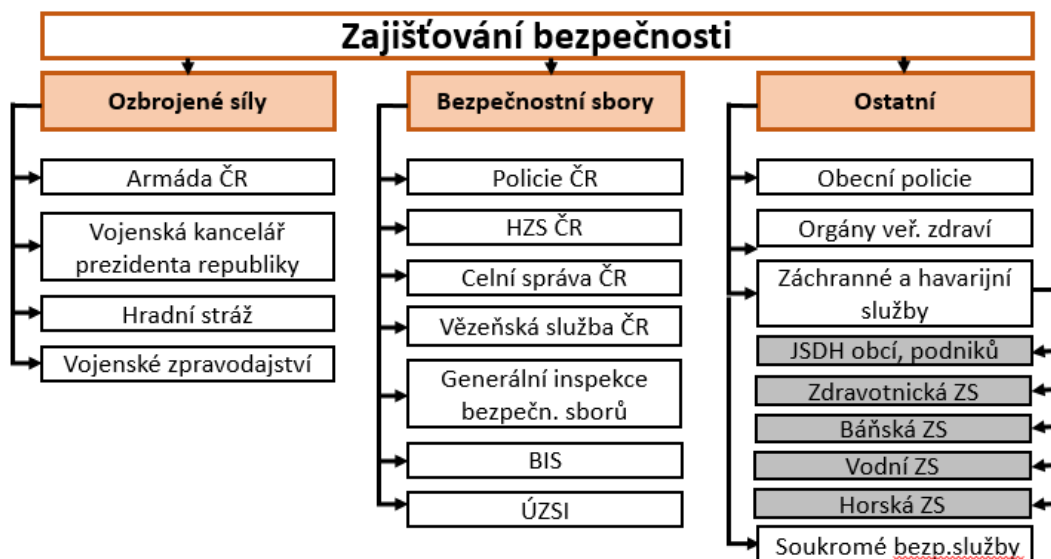 Zajišťování bezpečnosti
Ozbrojené síly
Armáda ČR
Vojenská kancelář
prezidenta republiky
Hradní stráž
Vojenské zpravodajství
Bezpečnostní sbory
Policie ČR
HZS ČR
Celní správa ČR
Vězeňská služba ČR
Generální inspekce
bezpečn. sborů
BIS
ÚZSI
Ostatní
Obecní policie
Orgány veř. zdraví
Záchranné a havarijní
služby
JSDH obcí, podniků
Zdravotnická ZS
Báňská ZS
Vodní ZS
Horská ZS
Soukromé bezp.služby